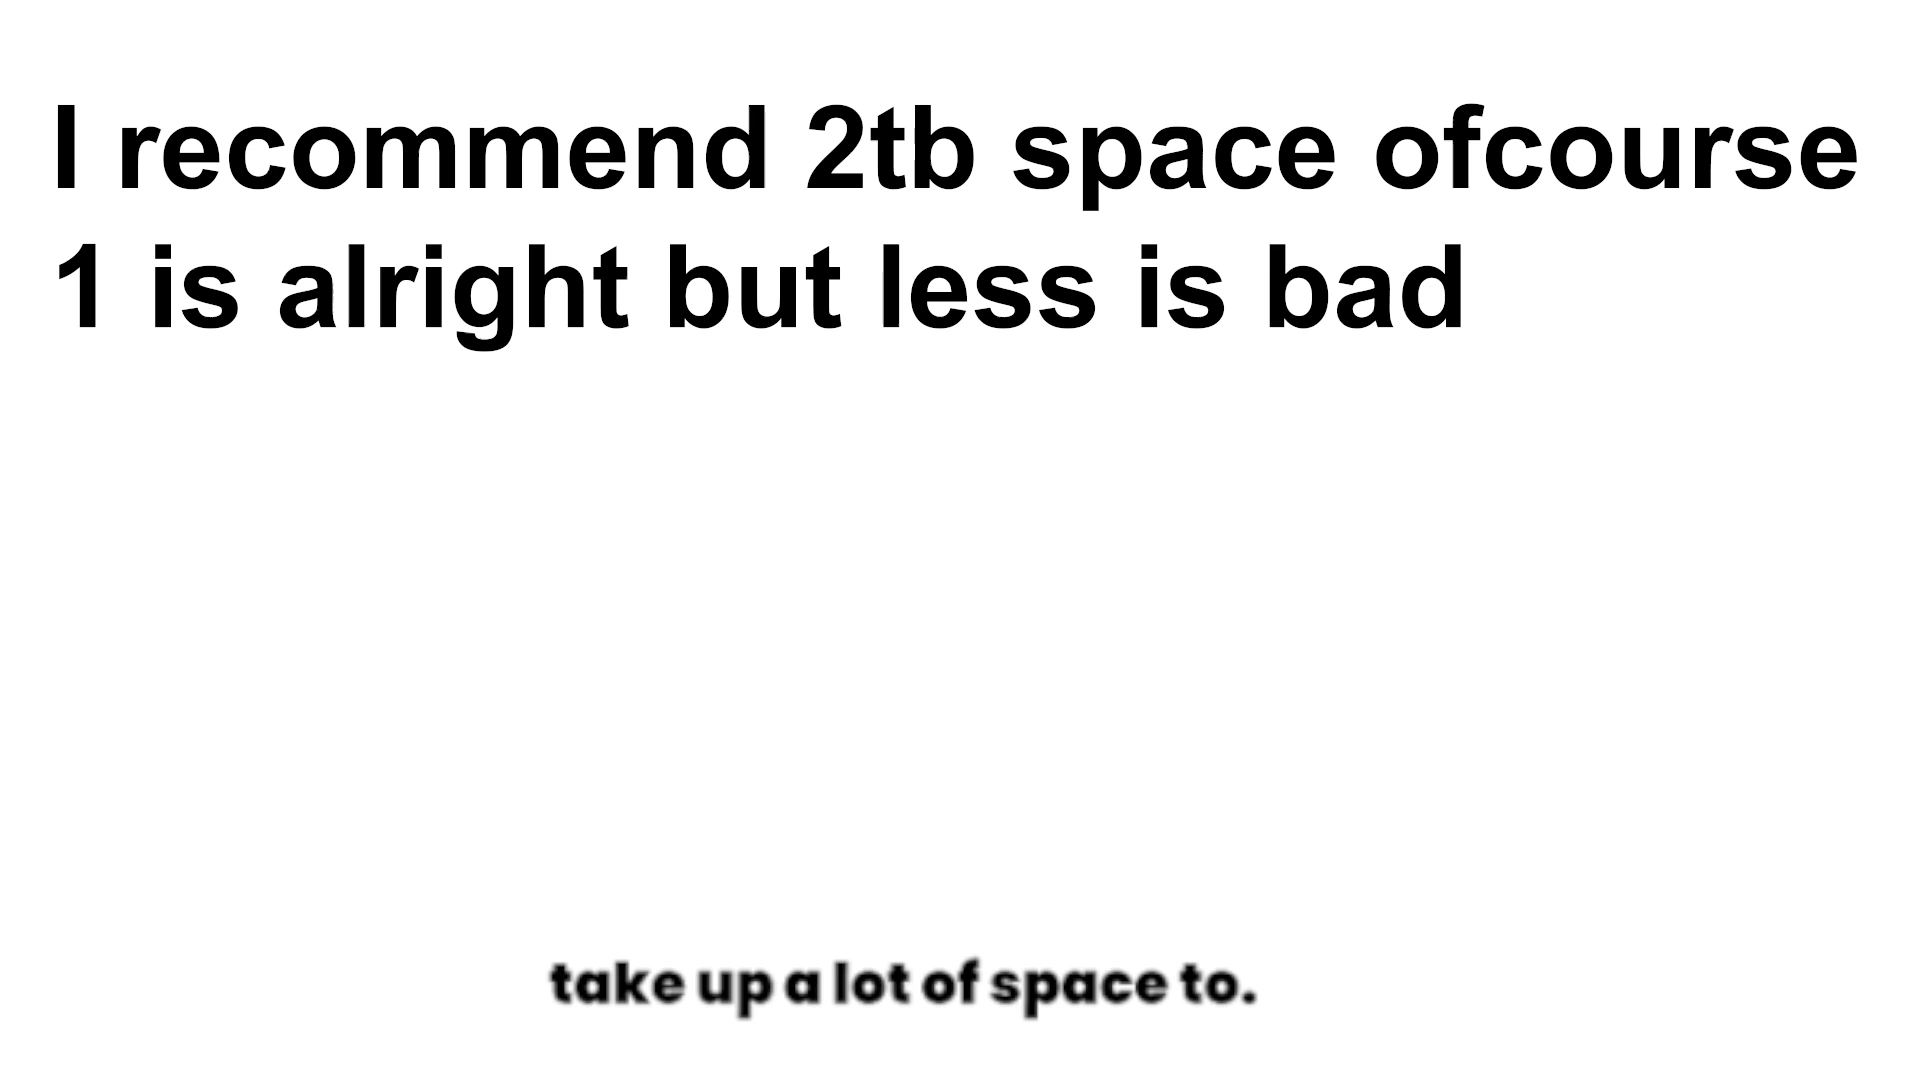 I recommend 2tb space ofcourse
1 is alright but less is bad
take up a lot of space to.